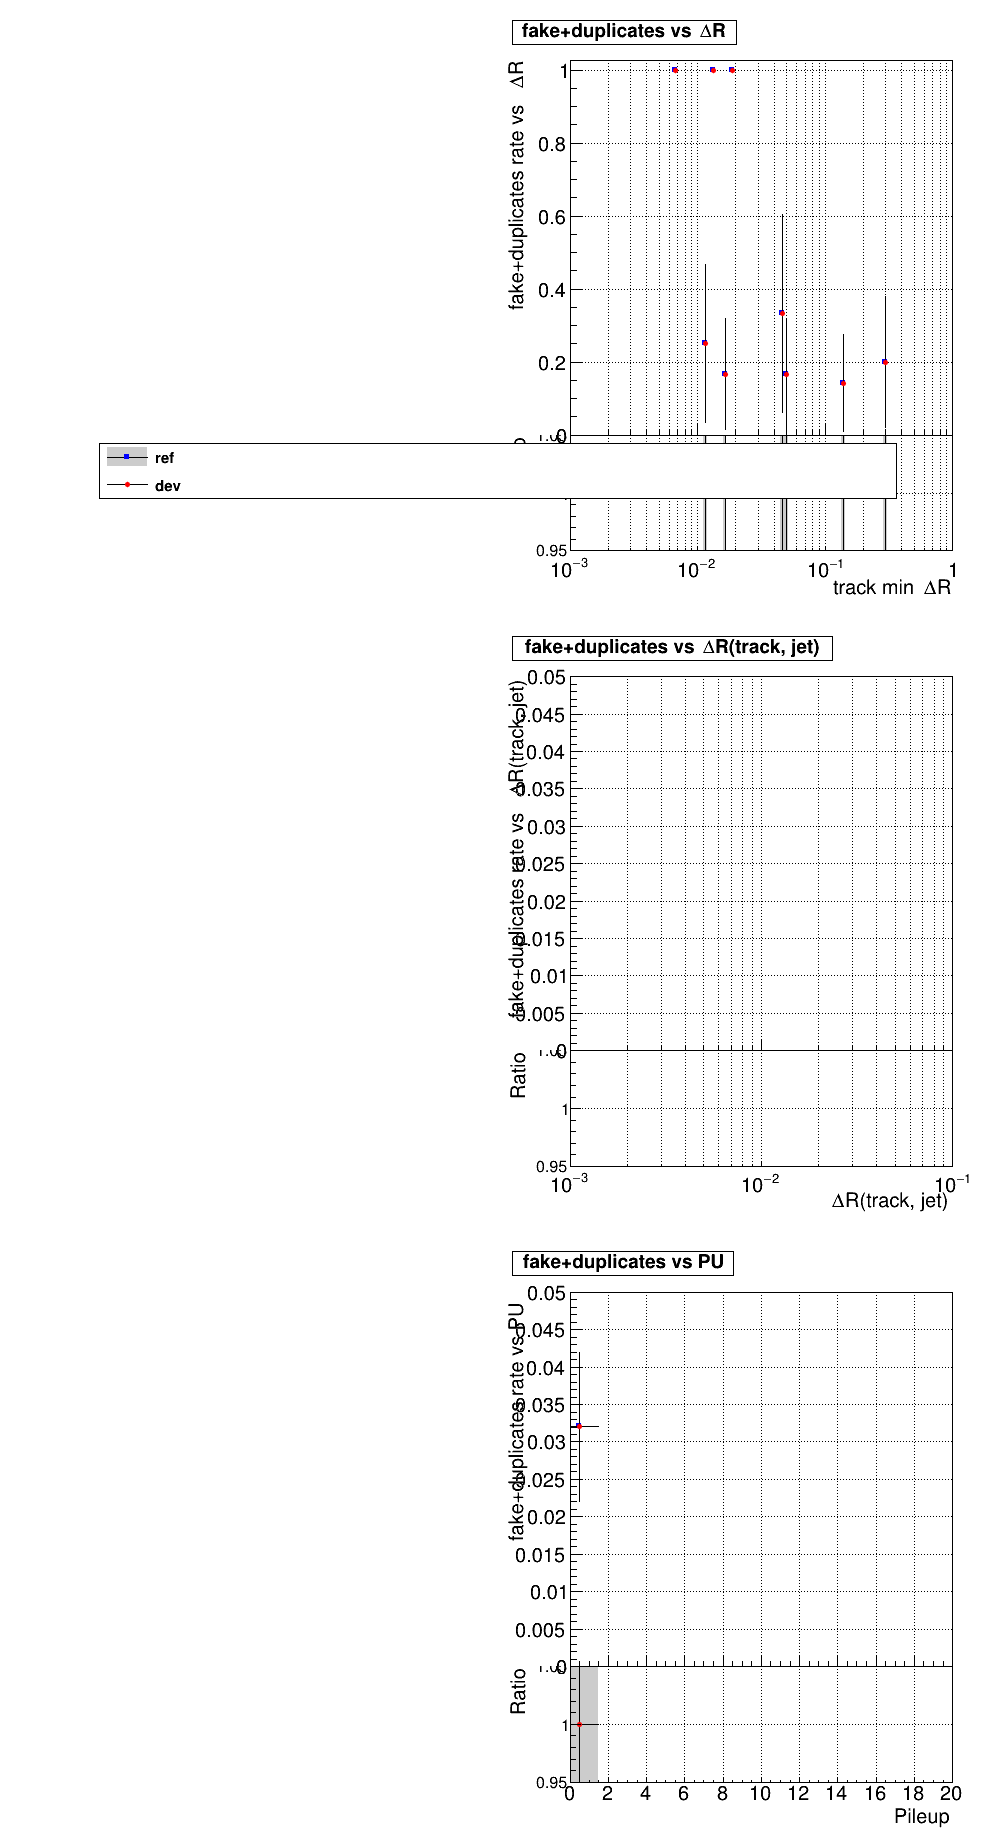 fake+duplicates vs ΔR
fake+duplicates rate vs ΔR
1
0.8
0.6
0.4
0.2
0
ref
dev
0.95
10−3
10−2
10−1
1
track min ΔR
fake+duplicates vs ΔR(track, jet)
fake+duplicates rate vs ΔR(track, jet)
0.05
0.045
0.04
0.035
0.03
0.025
0.02
0.015
0.01
0.005
0
Ratio
1
0.95
10−3
10−2
10−1
ΔR(track, jet)
fake+duplicates vs PU
fake+duplicates rate vs PU
0.05
0.045
0.04
0.035
0.03
0.025
0.02
0.015
0.01
0.005
0
Ratio
1
0.95
0 2 4 6 8 10 12 14 16 18 20
Pileup